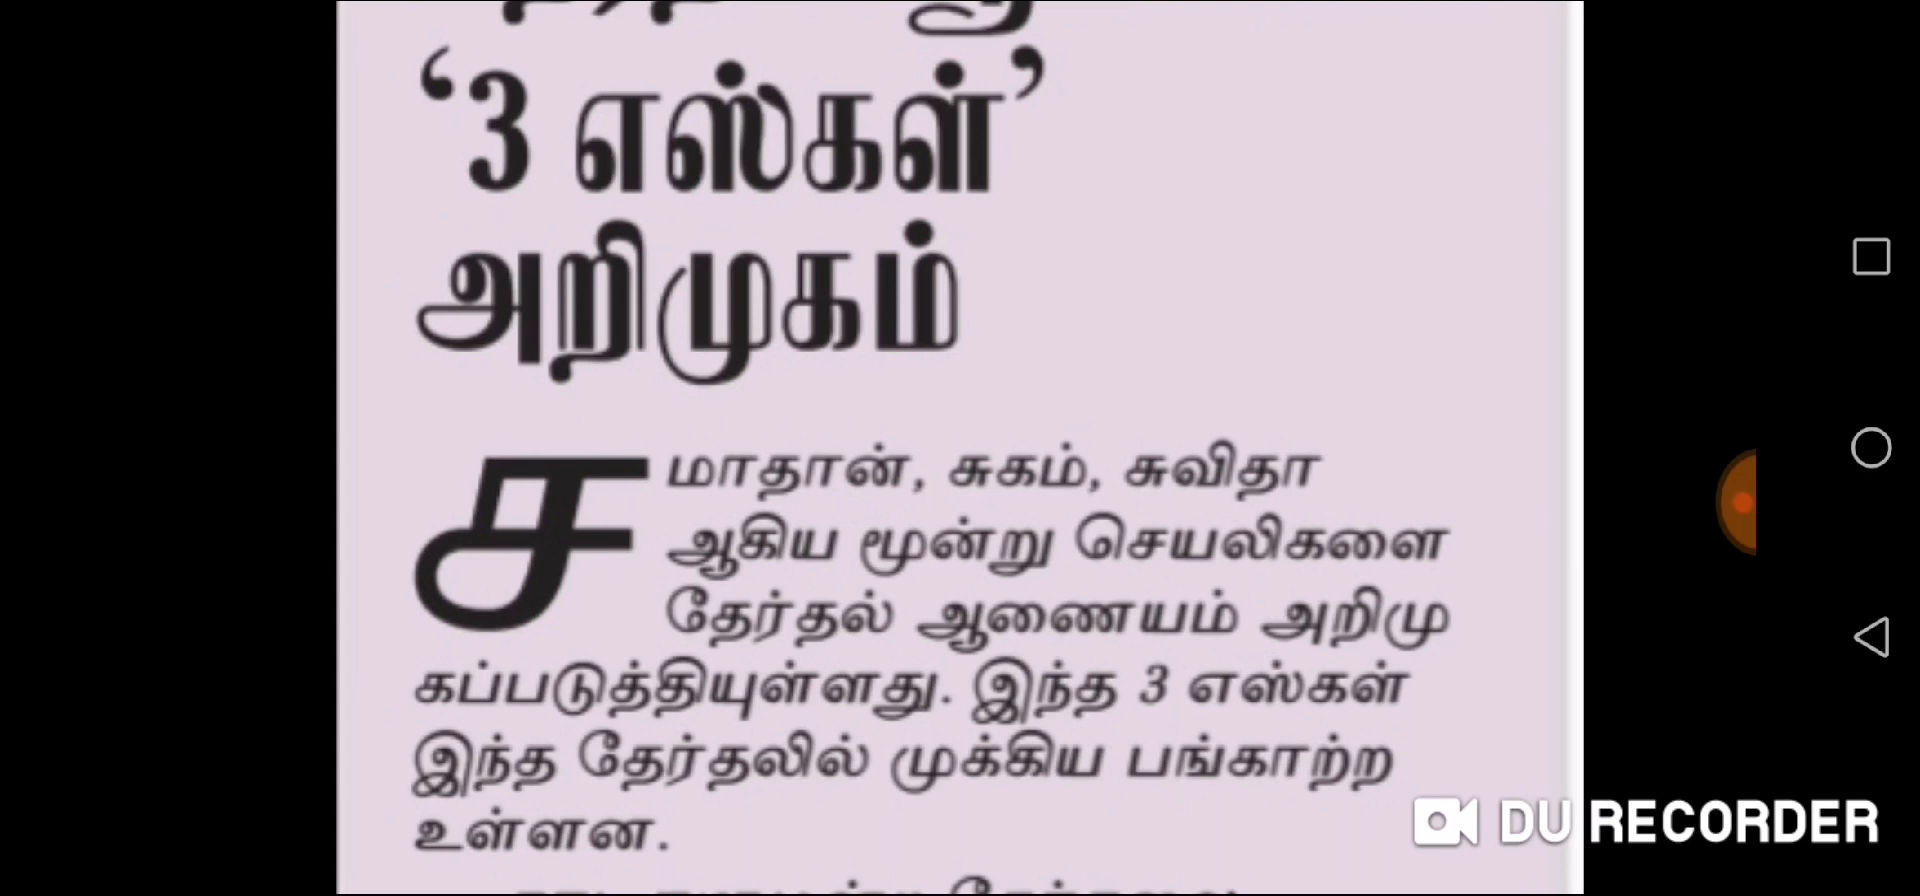 ‘3 எஸ்கள்’
அறிமுகம்
சமாதான், சுகம், சுவிதா
ஆகிய மூன்று செயலிகளை
தேர்தல் ஆணையம் அறிமு
கப்படுத்தியுள்ளது. இந்த 3 எஸ்கள்
இந்த தேர்தலில் முக்கிய பங்காற்ற
உள்ளன.
DU RECORDER